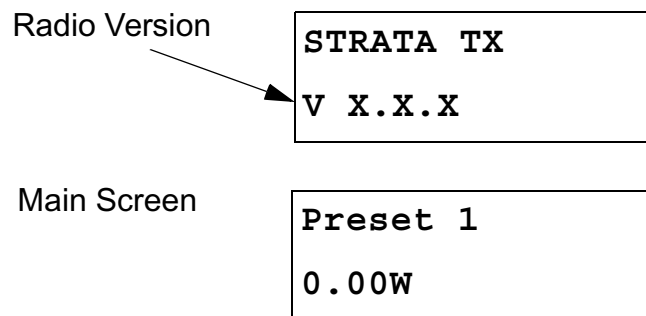 Radio Version
STRATA TX
V X.X.X
Main Screen
Preset 1
0.00W